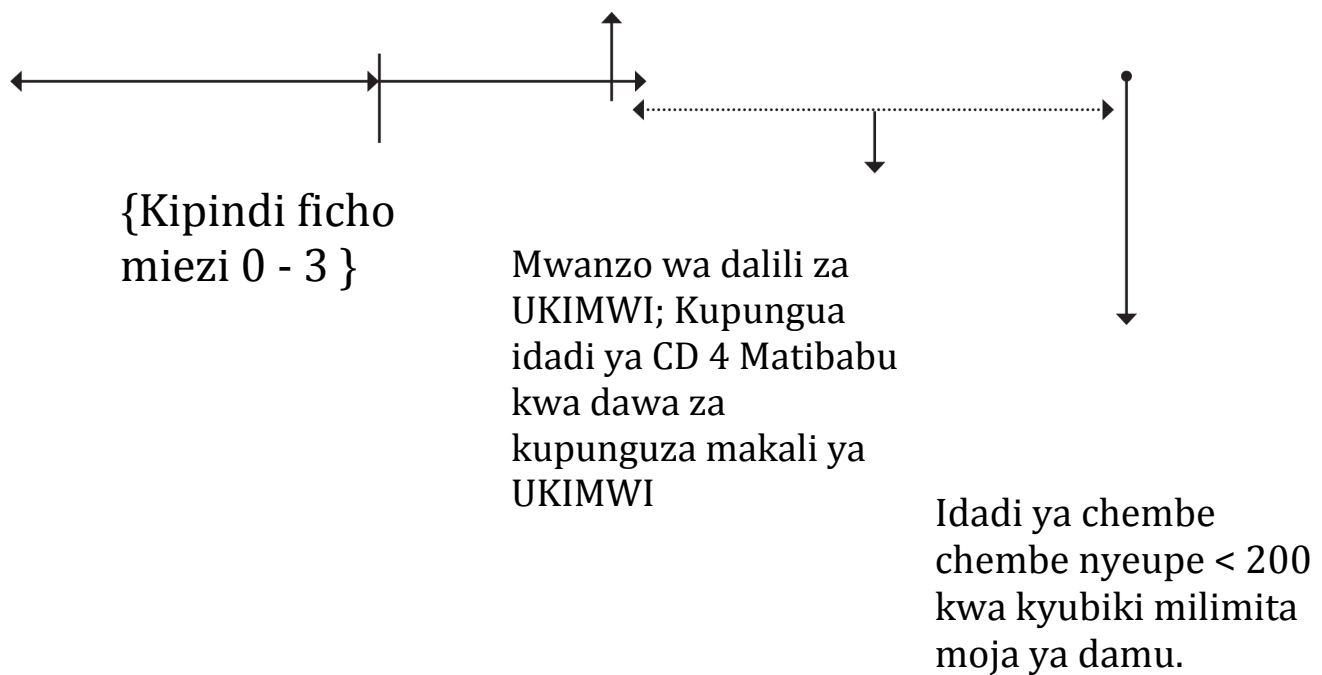 {Kipindi ficho
miezi 0 - 3 }
Mwanzo wa dalili za
UKIMWI; Kupungua
idadi ya CD 4 Matibabu
kwa dawa za
kupunguza makali ya
UKIMWI
Idadi ya chembe
chembe nyeupe < 200
kwa kyubiki milimita
moja ya damu.